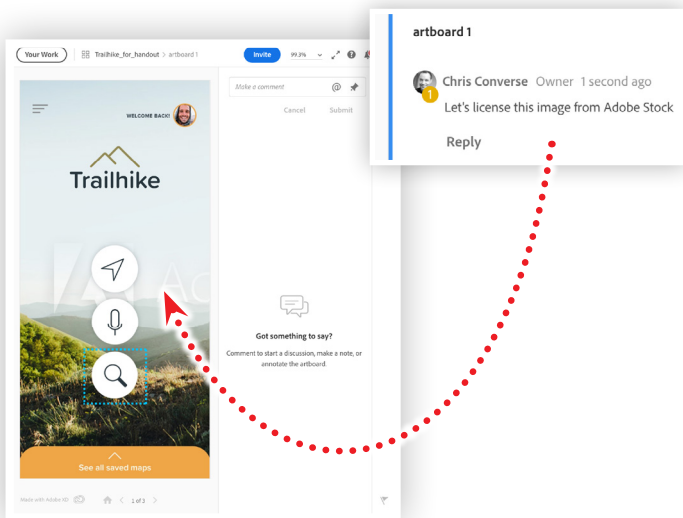 artboard 1
Chris Converse Owner 1 second ago
1
Let's license this image from Adobe Stock
Reply
Your Work
Trailhike_for_handout > artboard 1
Invite
99.3%
Make a comment
@
Cancel
Submit
WELCOME BACK!
Trailhike
Got something to say?
Comment to start a discussion, make a note, or
annotate the artboard.
See all saved maps
Made with Adobe XD
< 1 of 3 >